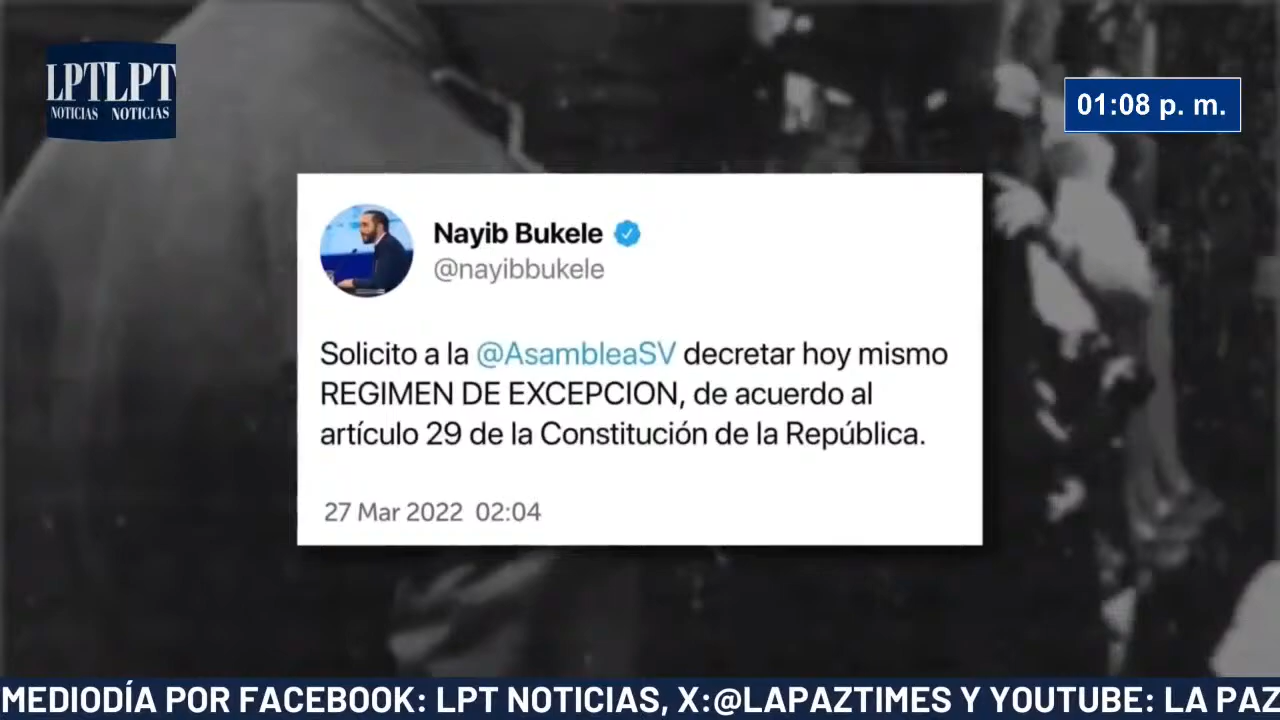 LPTLPT
NOTICIAS NOTICIAS
01:08 p. m.
Nayib Bukele
@nayibbukele
Solicito a la @AsambleaSV decretar hoy mismo
REGIMEN DE EXCEPCION, de acuerdo al
artículo 29 de la Constitución de la República.
27 Mar 2022 02:04
MEDIODÍA POR FACEBOOK: LPT NOTICIAS, X:@LAPAZTIMES Y YOUTUBE: LA PAZ